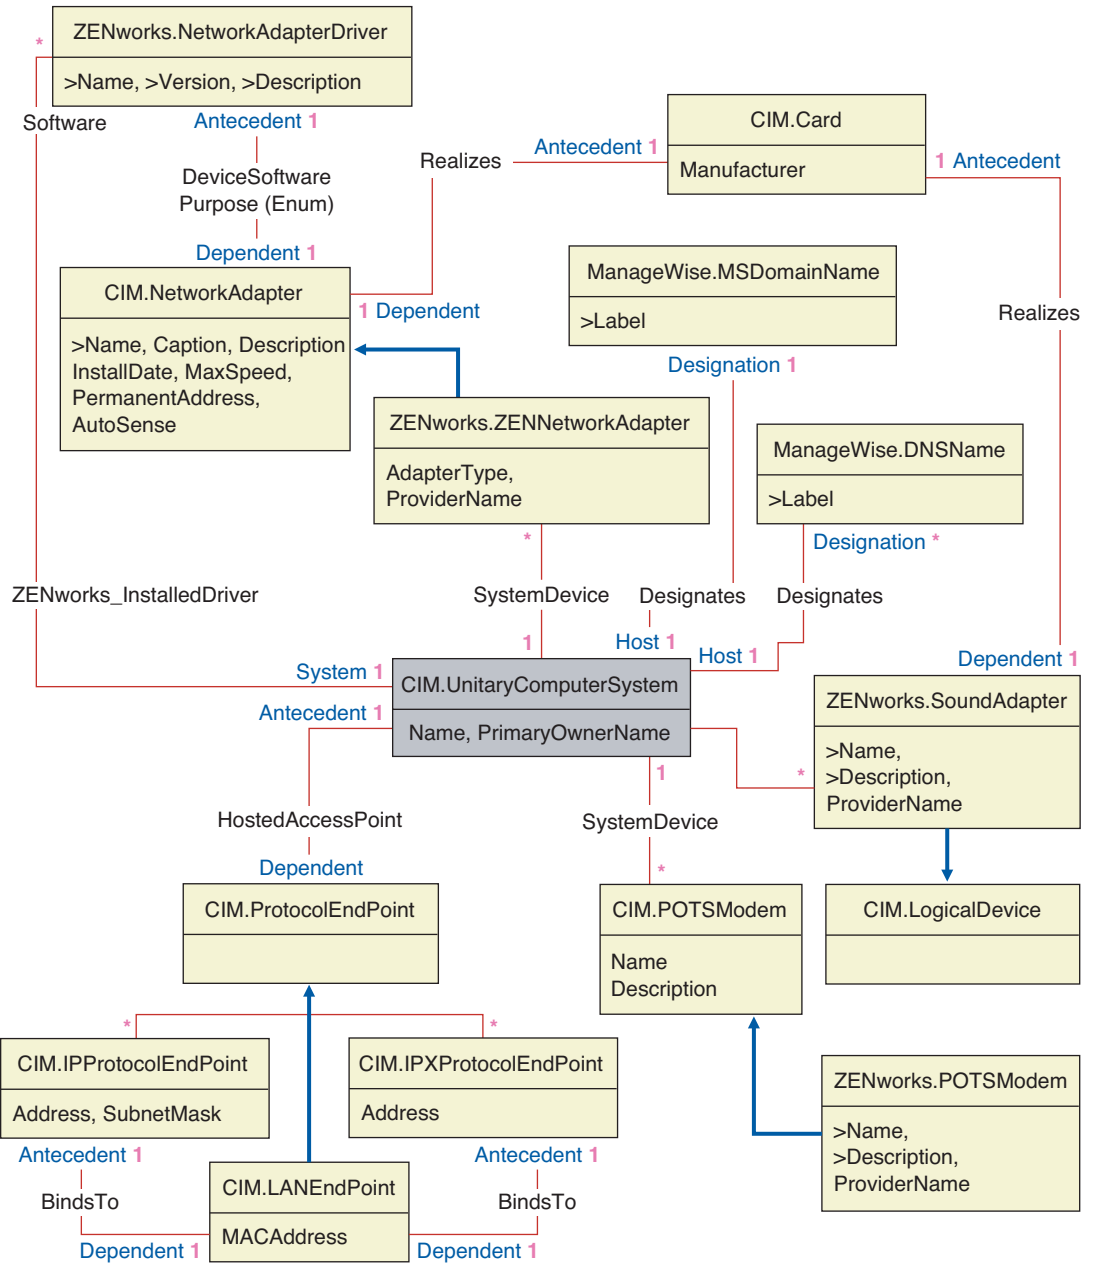 ZENworks.NetworkAdapterDriver
>Name, >Version, >Description
*
Software
Antecedent 1
DeviceSoftware
Purpose (Enum)
Dependent 1
CIM.Card
Manufacturer
Antecedent 1
Realizes
1 Antecedent
Realizes
CIM.NetworkAdapter
>Name, Caption, Description
InstallDate, MaxSpeed,
PermanentAddress,
AutoSense
1 Dependent
ManageWise.MSDomainName
>Label
Designation 1
ZENworks.ZENNetworkAdapter
AdapterType,
ProviderName
*
ManageWise.DNSName
>Label
Designation *
ZENworks_InstalledDriver
SystemDevice
Designates
Designates
1
Host 1
Host 1
Dependent 1
System 1
Antecedent 1
CIM.UnitaryComputerSystem
Name, PrimaryOwnerName
ZENworks.SoundAdapter
>Name,
>Description,
ProviderName
*
1
HostedAccessPoint
SystemDevice
Dependent
*
CIM.ProtocolEndPoint
CIM.POTSModem
Name
Description
CIM.LogicalDevice
*
*
CIM.IPProtocolEndPoint
Address, SubnetMask
CIM.IPXProtocolEndPoint
Address
ZENworks.POTSModem
>Name,
>Description,
ProviderName
Antecedent 1
Antecedent 1
BindsTo
BindsTo
CIM.LANEndPoint
MACAddress
Dependent 1
Dependent 1